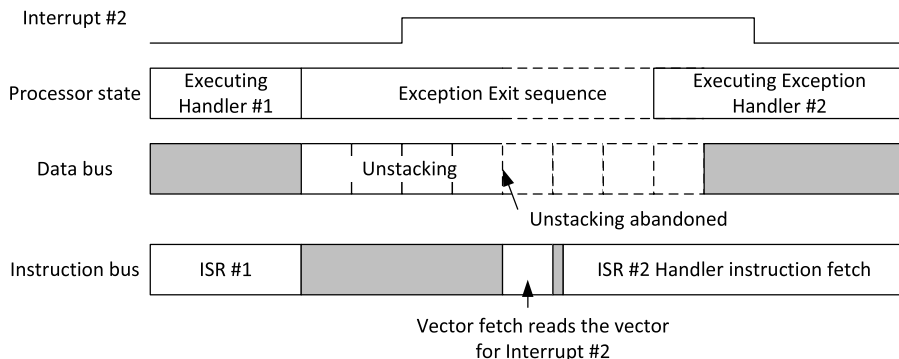 Interrupt #2
Processor state
Executing
Handler #1
Exception Exit sequence
Executing Exception
Handler #2
Data bus
Unstacking
Unstacking abandoned
Instruction bus
ISR #1
ISR #2 Handler instruction fetch
Vector fetch reads the vector
for Interrupt #2